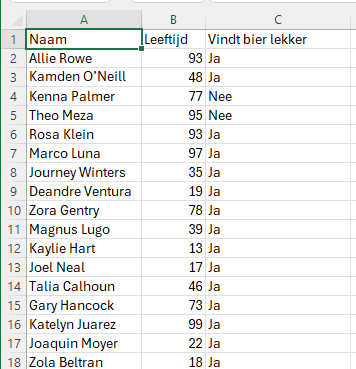 A B C
1 Naam Leeftijd Vindt bier lekker
2 Allie Rowe 93 Ja
3 Kamden O'Neill 48 Ja
4 Kenna Palmer 77 Nee
5 Theo Meza 95 Nee
6 Rosa Klein 93 Ja
7 Marco Luna 97 Ja
8 Journey Winters 35 Ja
9 Deandre Ventura 19 Ja
10 Zora Gentry 78 Ja
11 Magnus Lugo 39 Ja
12 Kaylie Hart 13 Ja
13 Joel Neal 17 Ja
14 Talia Calhoun 46 Ja
15 Gary Hancock 73 Ja
16 Katelyn Juarez 99 Ja
17 Joaquin Moyer 22 Ja
18 Zola Beltran 18 Ja